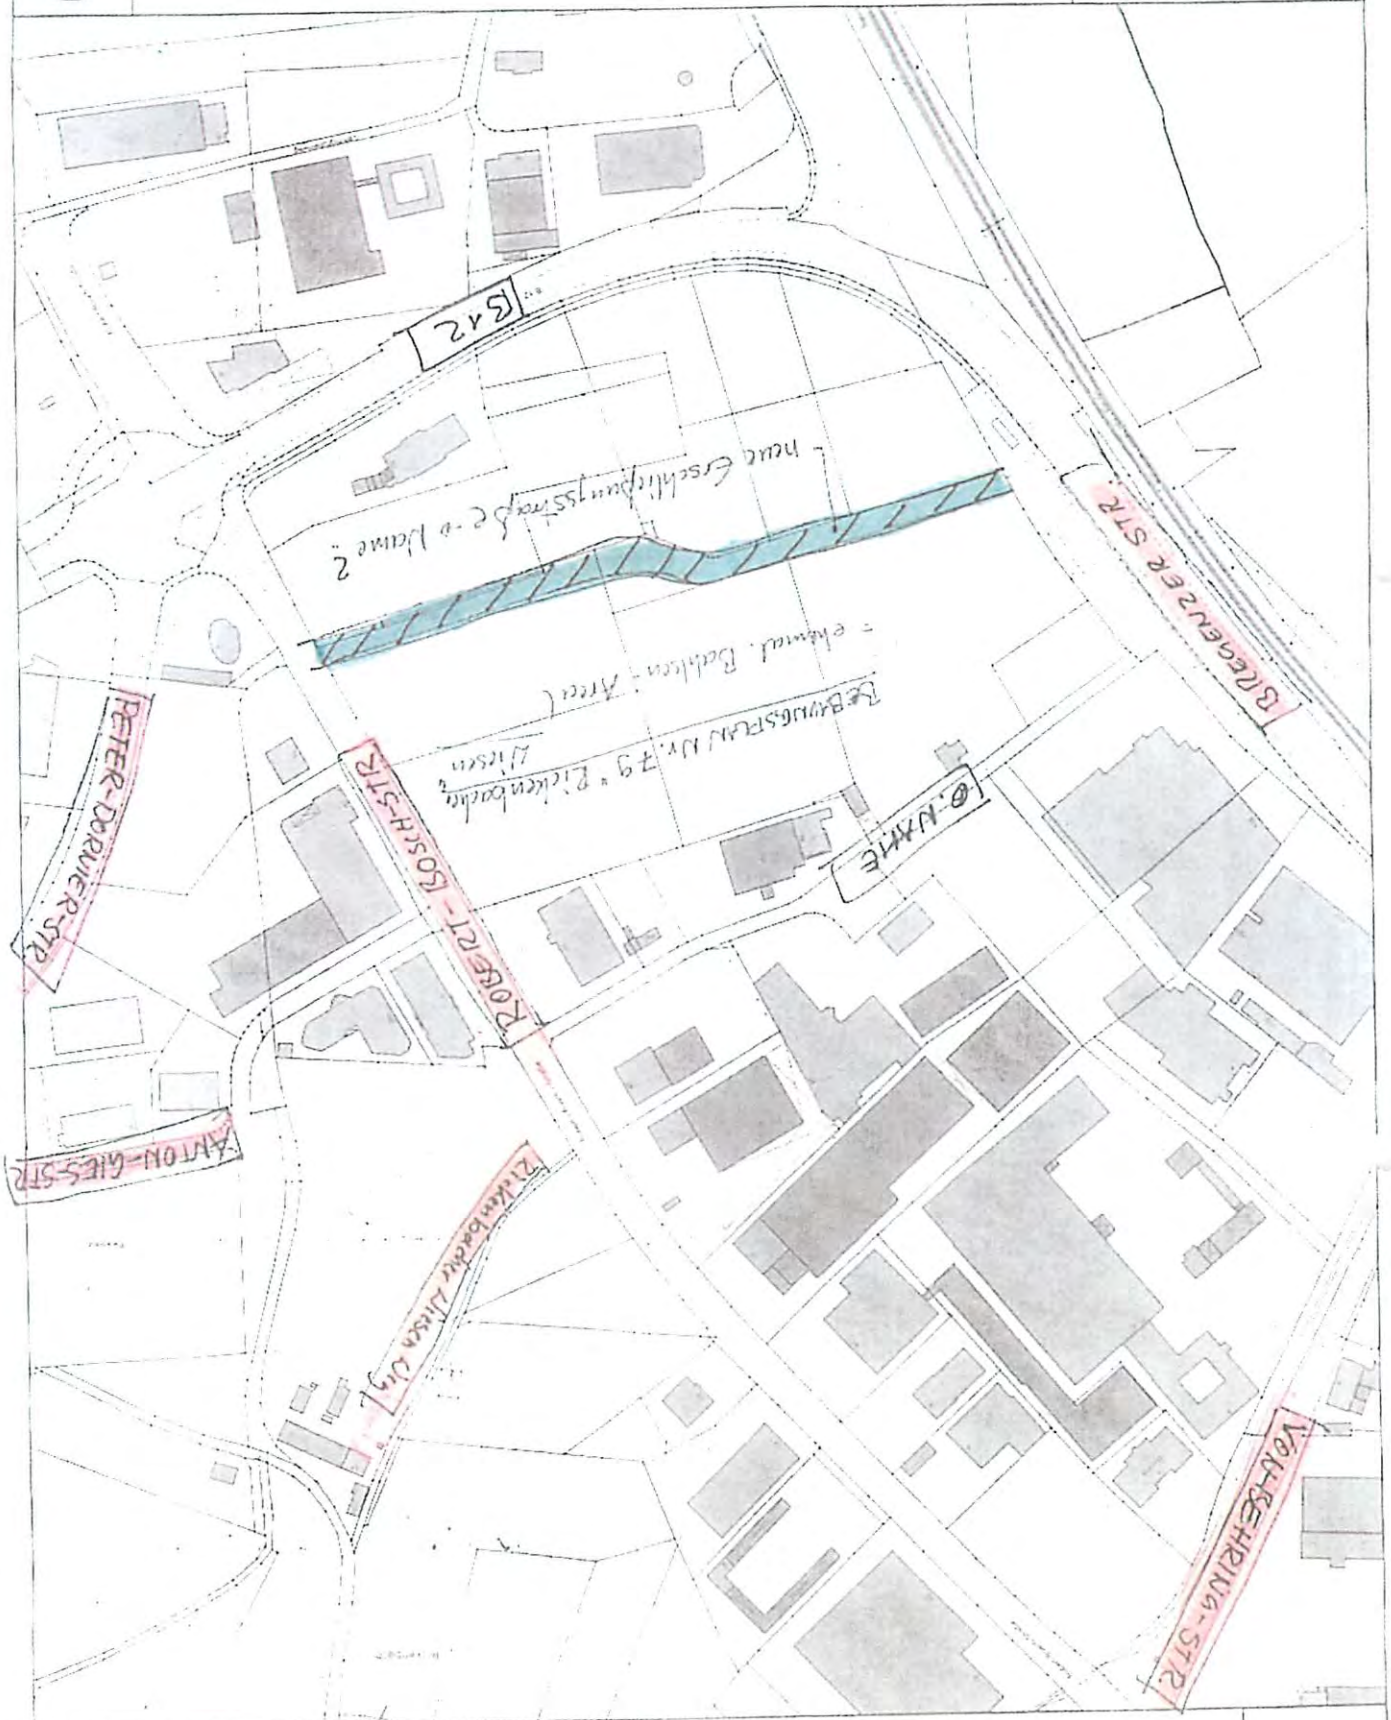 B12
neue Erschließungsstraße → Name?
BREGENZER STR.
BEBAUUNGSPLAN Nr. 79 "Rickenbacher
Wiesen"
= ehemal. Bahlsen-Areal
O.NAME
PETER-DORNIER-STR
ROBERT-BOSCH-STR
ANTON-GIES-STR
Rickenbacher Wiesen Weg
VON-BEHRING-STR.